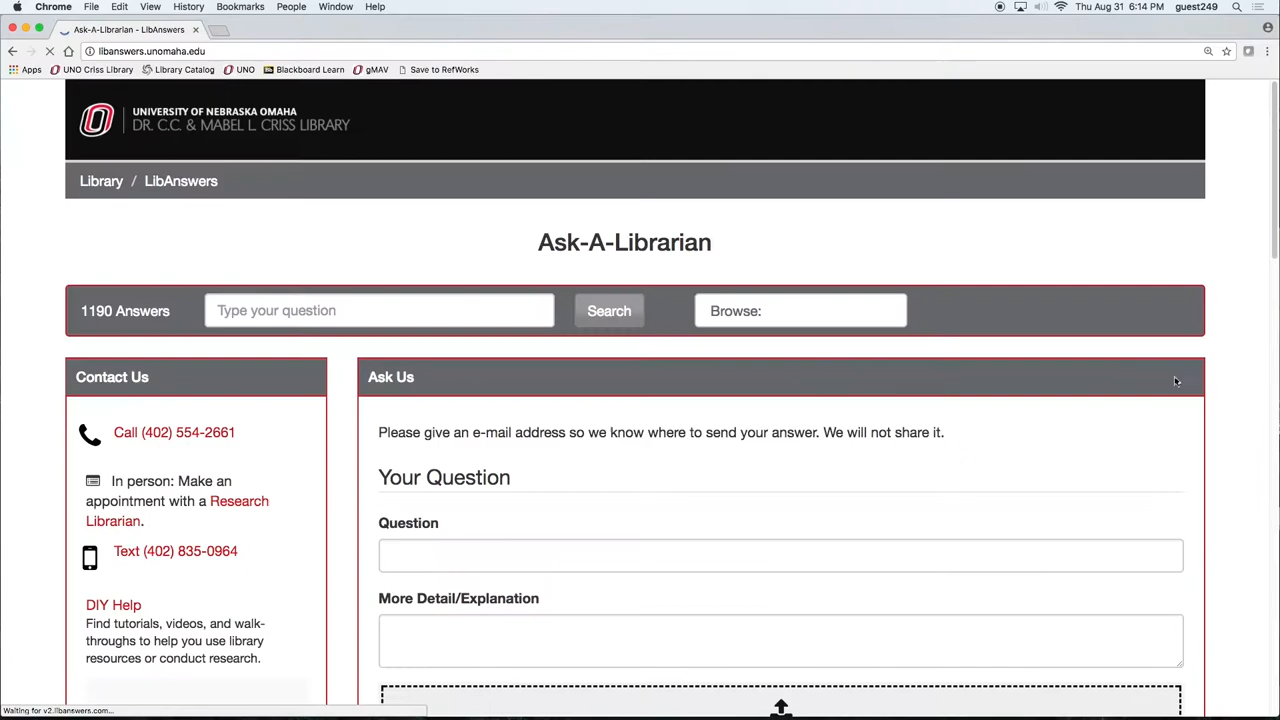 Chrome File Edit View History Bookmarks People Window Help Thu Aug 31 6:14 PM guest249
Ask-A-Librarian - LibAnswers
libanswers.unomaha.edu
Apps UNO Criss Library Library Catalog UNO Blackboard Learn gMAV Save to RefWorks
UNIVERSITY OF NEBRASKA OMAHA
DR. C.C. & MABEL L. CRISS LIBRARY
Library / LibAnswers
Ask-A-Librarian
1190 Answers Type your question Search Browse:
Contact Us
Call (402) 554-2661
In person: Make an
appointment with a Research
Librarian.
Text (402) 835-0964
DIY Help
Find tutorials, videos, and walk-
throughs to help you use library
resources or conduct research.
Ask Us
Please give an e-mail address so we know where to send your answer. We will not share it.
Your Question
Question
More Detail/Explanation
Waiting for v2.libanswers.com...